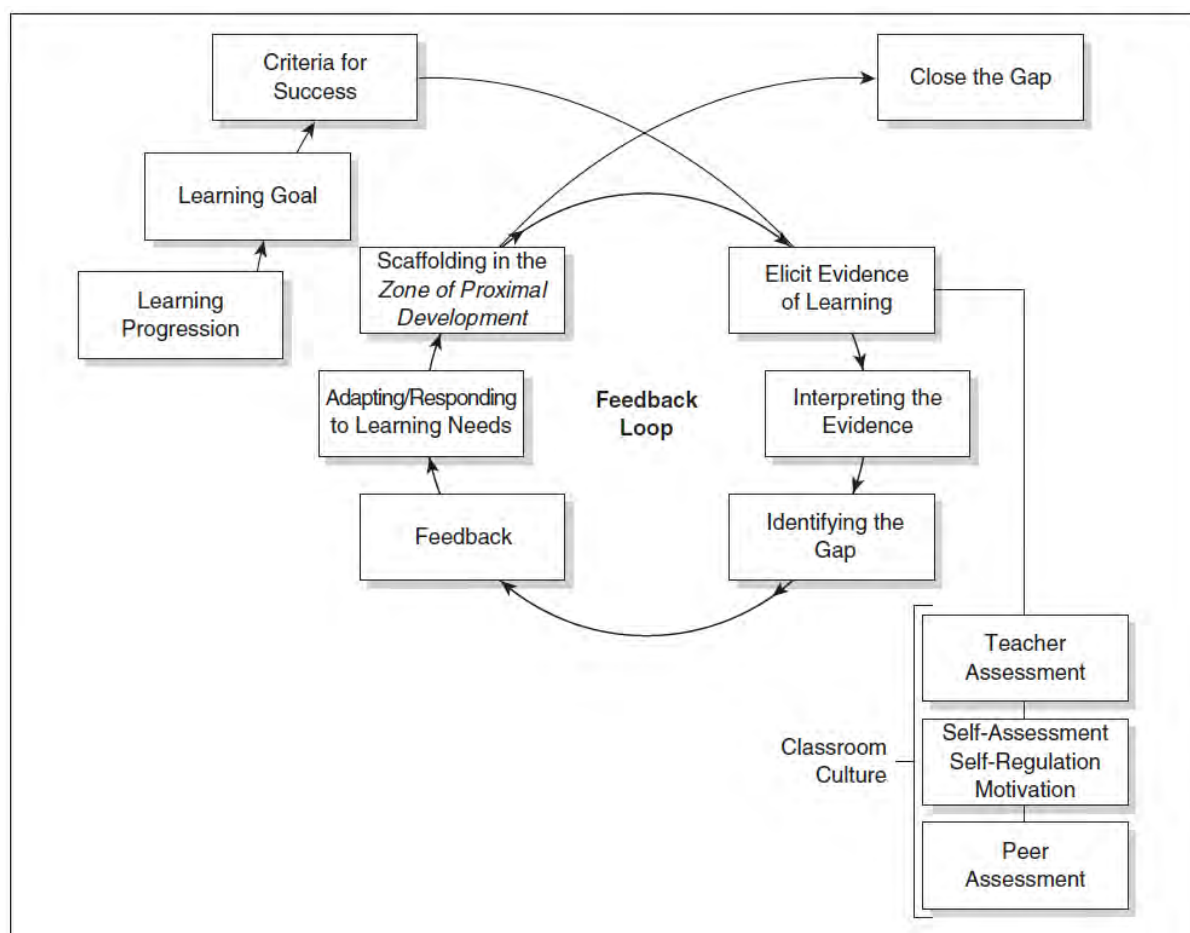 Criteria for
Success
Close the Gap
Learning Goal
Learning
Progression
Scaffolding in the
Zone of Proximal
Development
Elicit Evidence
of Learning
Adapting/Responding
to Learning Needs
Feedback
Loop
Interpreting the
Evidence
Feedback
Identifying the
Gap
Teacher
Assessment
Classroom
Culture
Self-Assessment
Self-Regulation
Motivation
Peer
Assessment